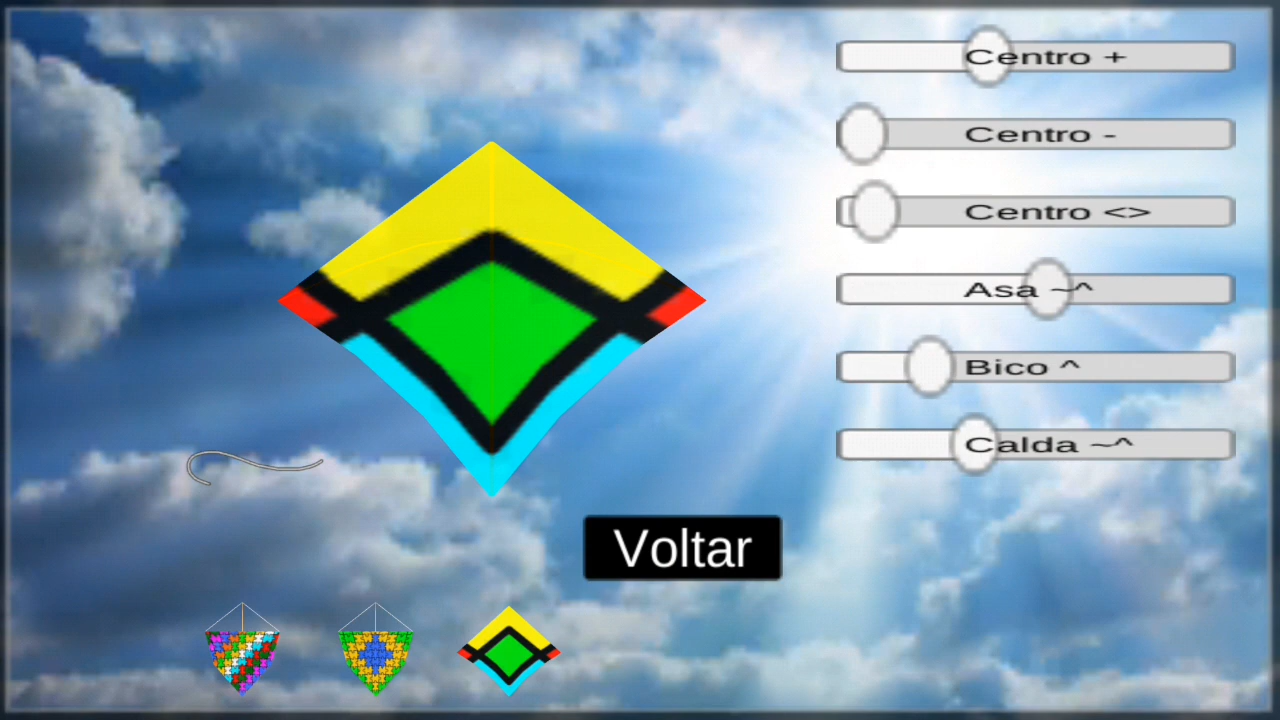 Centro +
Centro -
Centro <>
Asa ~^
Bico ^
Calda ~^
Voltar